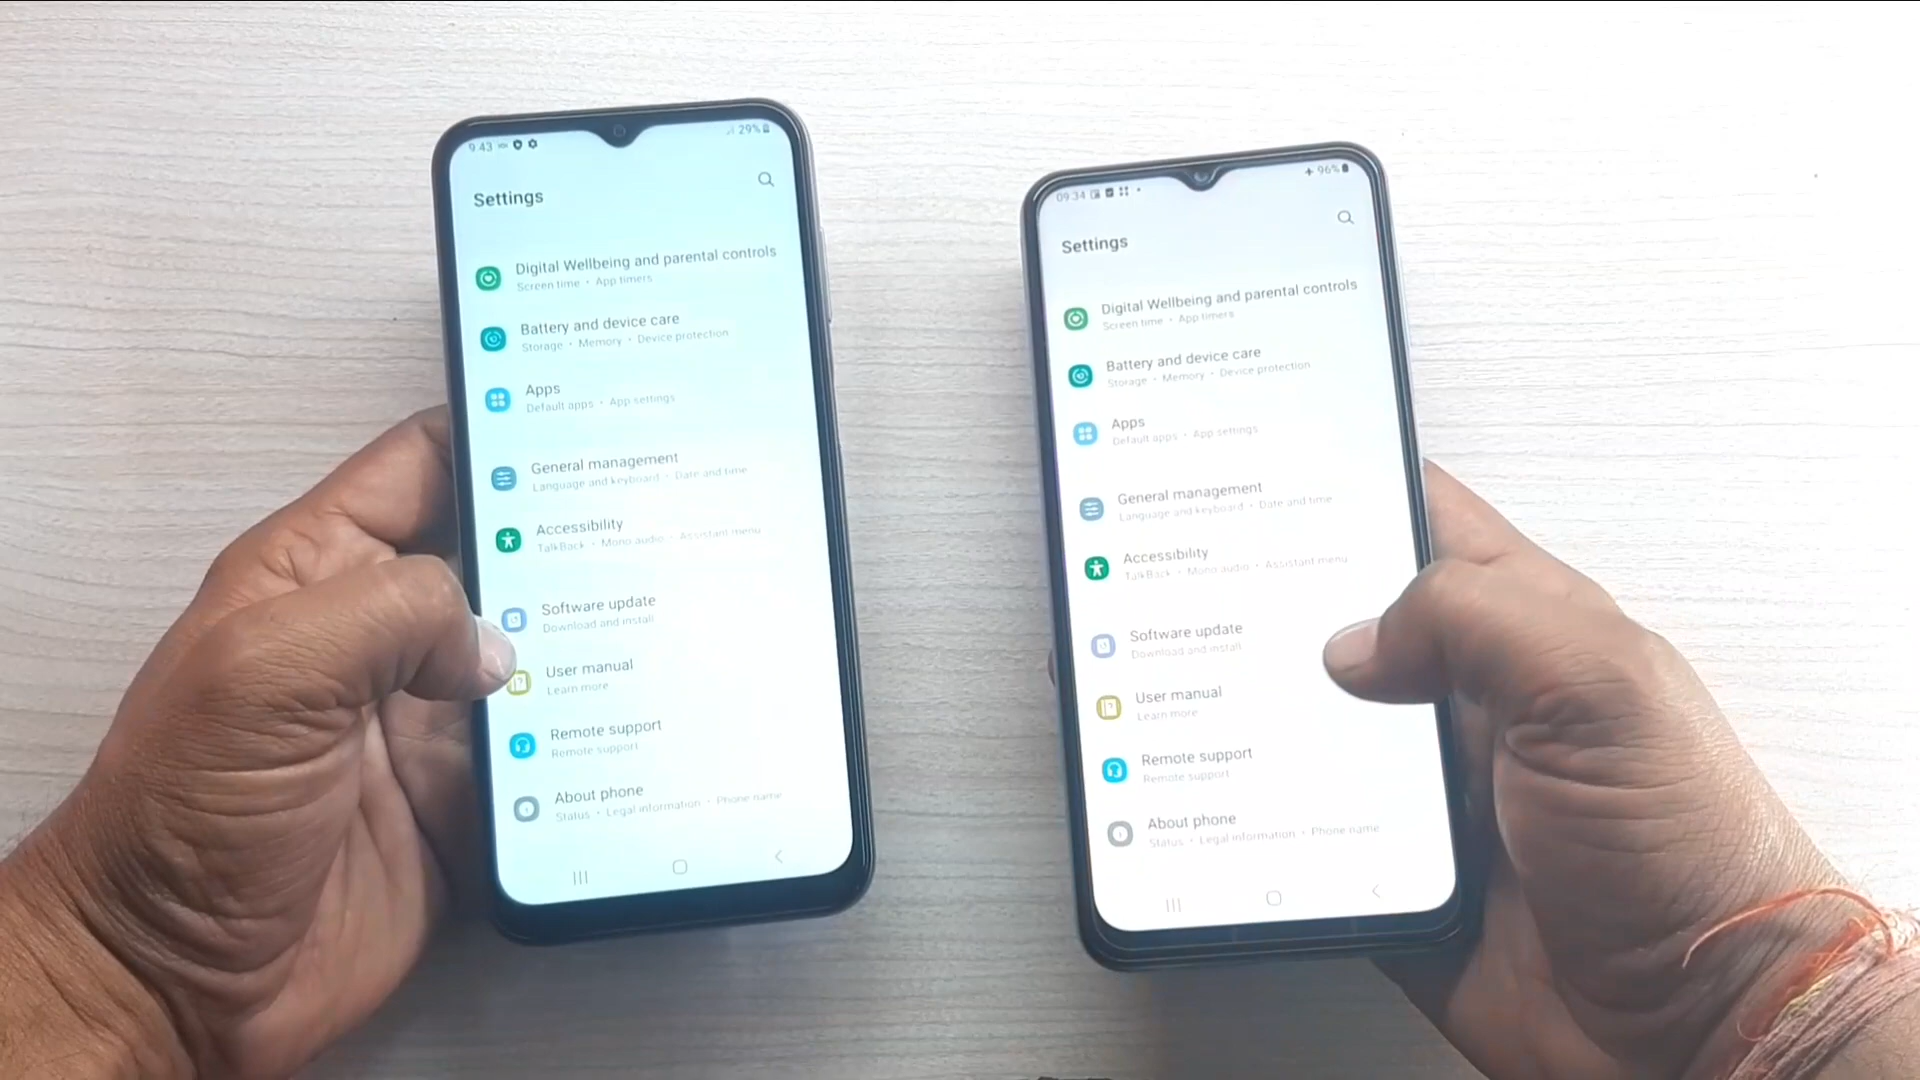 9:43
29%
Settings
Digital Wellbeing and parental controls
Screen time • App timers
Battery and device care
Storage • Memory • Device protection
Apps
Default apps • App settings
General management
Language and keyboard • Date and time
Accessibility
TalkBack • Mono audio • Assistant menu
Software update
Download and install
User manual
Learn more
Remote support
Remote support
About phone
Status • Legal information • Phone name
09:34
96%
Settings
Digital Wellbeing and parental controls
Screen time • App timers
Battery and device care
Storage • Memory • Device protection
Apps
Default apps • App settings
General management
Language and keyboard • Date and time
Accessibility
TalkBack • Mono audio • Assistant menu
Software update
Download and install
User manual
Learn more
Remote support
Remote support
About phone
Status • Legal information • Phone name